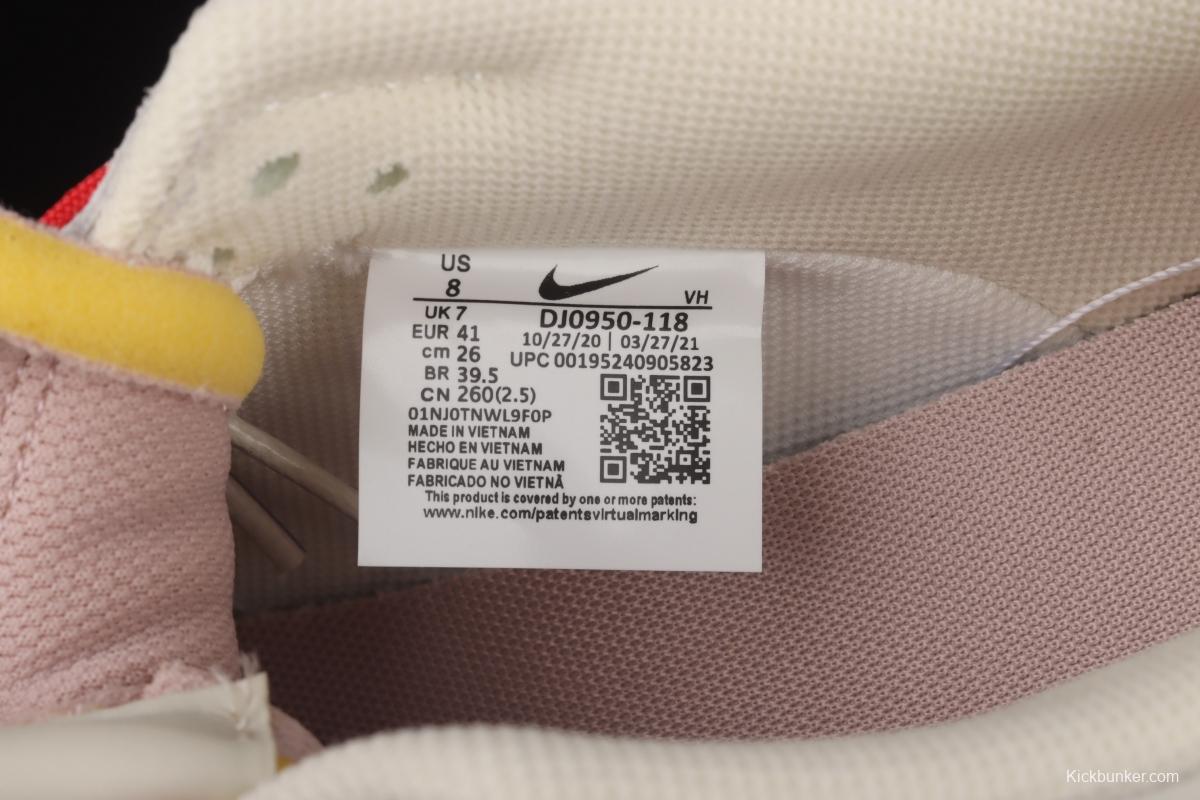 US
8
VH
UK 7
DJ0950-118
EUR 41
10/27/20 | 03/27/21
cm 26
UPC 00195240905823
BR 39.5
CN 260(2.5)
01NJ0TNWL9F0P
MADE IN VIETNAM
HECHO EN VIETNAM
FABRIQUE AU VIETNAM
FABRICADO NO VIETNÃ
This product is covered by one or more patents:
www.nike.com/patentsvirtualmarking
Kickbunker.com